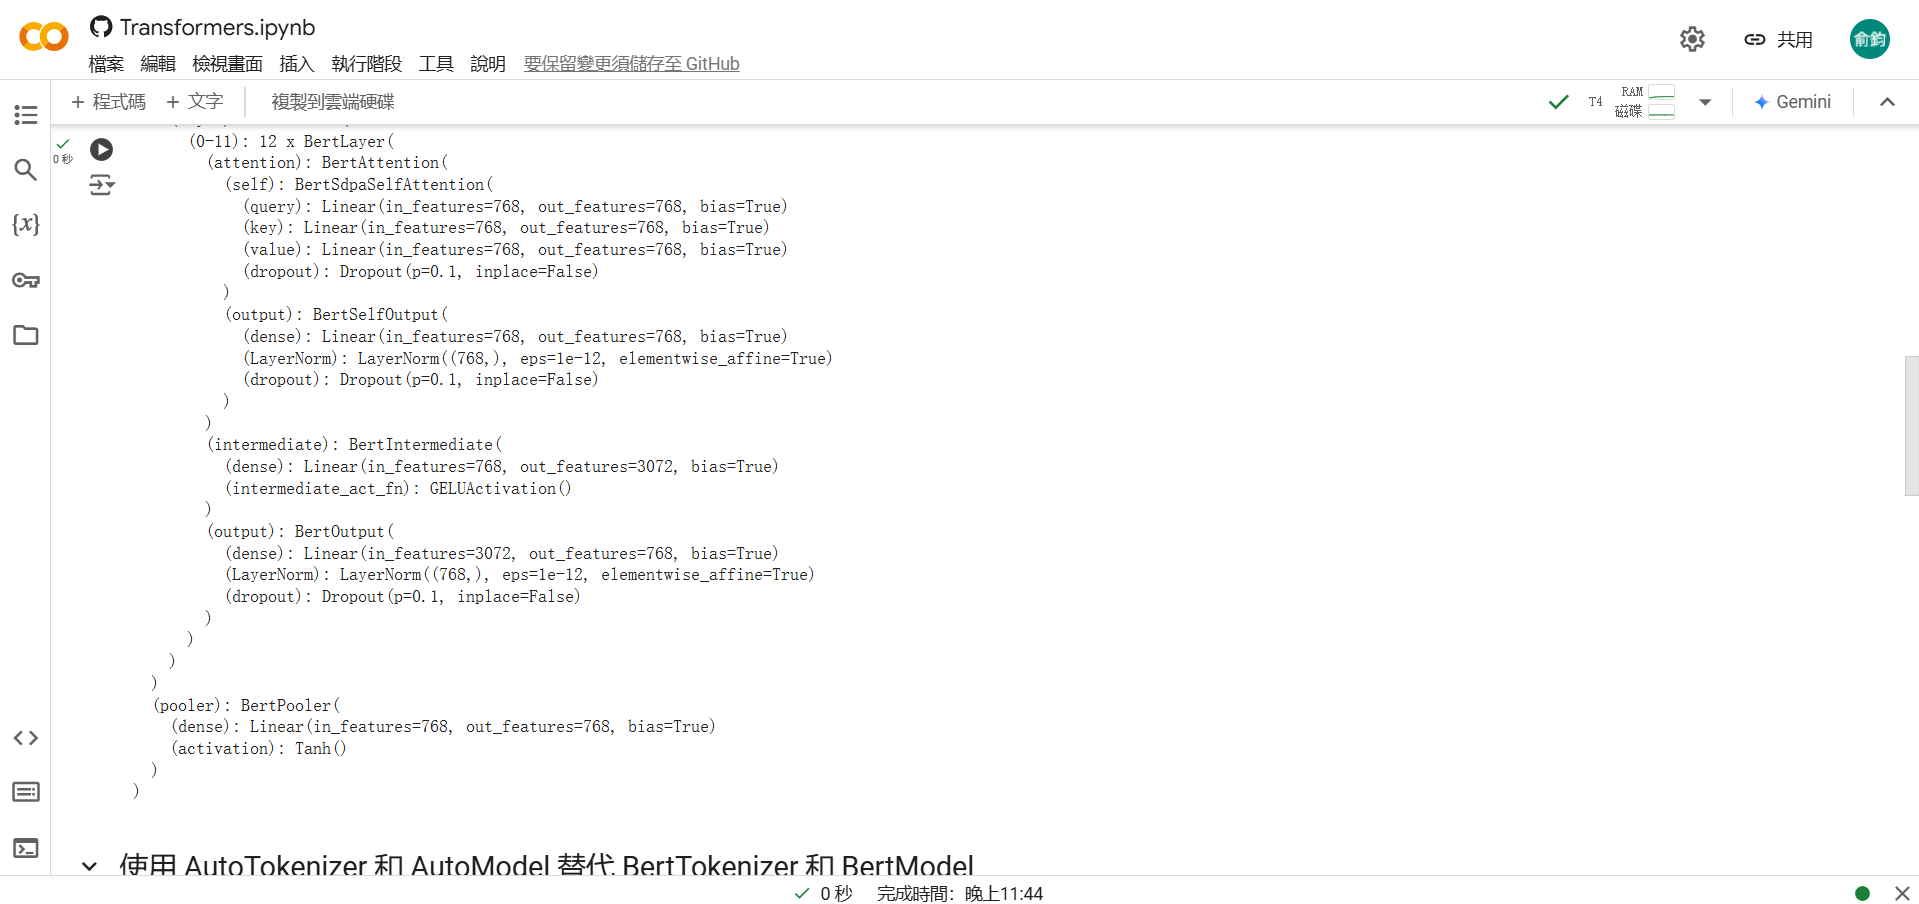 Transformers.ipynb
檔案 編輯 檢視畫面 插入 執行階段 工具 說明 要保留變更須儲存至 GitHub
共用
俞鈞
+ 程式碼 + 文字 複製到雲端硬碟
T4 RAM 磁碟 Gemini
0 秒
(0-11): 12 x BertLayer(
(attention): BertAttention(
(self): BertSdpaSelfAttention(
(query): Linear(in_features=768, out_features=768, bias=True)
(key): Linear(in_features=768, out_features=768, bias=True)
(value): Linear(in_features=768, out_features=768, bias=True)
(dropout): Dropout(p=0.1, inplace=False)
)
(output): BertSelfOutput(
(dense): Linear(in_features=768, out_features=768, bias=True)
(LayerNorm): LayerNorm((768,), eps=1e-12, elementwise_affine=True)
(dropout): Dropout(p=0.1, inplace=False)
)
)
(intermediate): BertIntermediate(
(dense): Linear(in_features=768, out_features=3072, bias=True)
(intermediate_act_fn): GELUActivation()
)
(output): BertOutput(
(dense): Linear(in_features=3072, out_features=768, bias=True)
(LayerNorm): LayerNorm((768,), eps=1e-12, elementwise_affine=True)
(dropout): Dropout(p=0.1, inplace=False)
)
)
)
)
(pooler): BertPooler(
(dense): Linear(in_features=768, out_features=768, bias=True)
(activation): Tanh()
)
)
使用 AutoTokenizer 和 AutoModel 替代 BertTokenizer 和 BertModel
0 秒 完成時間：晚上11:44